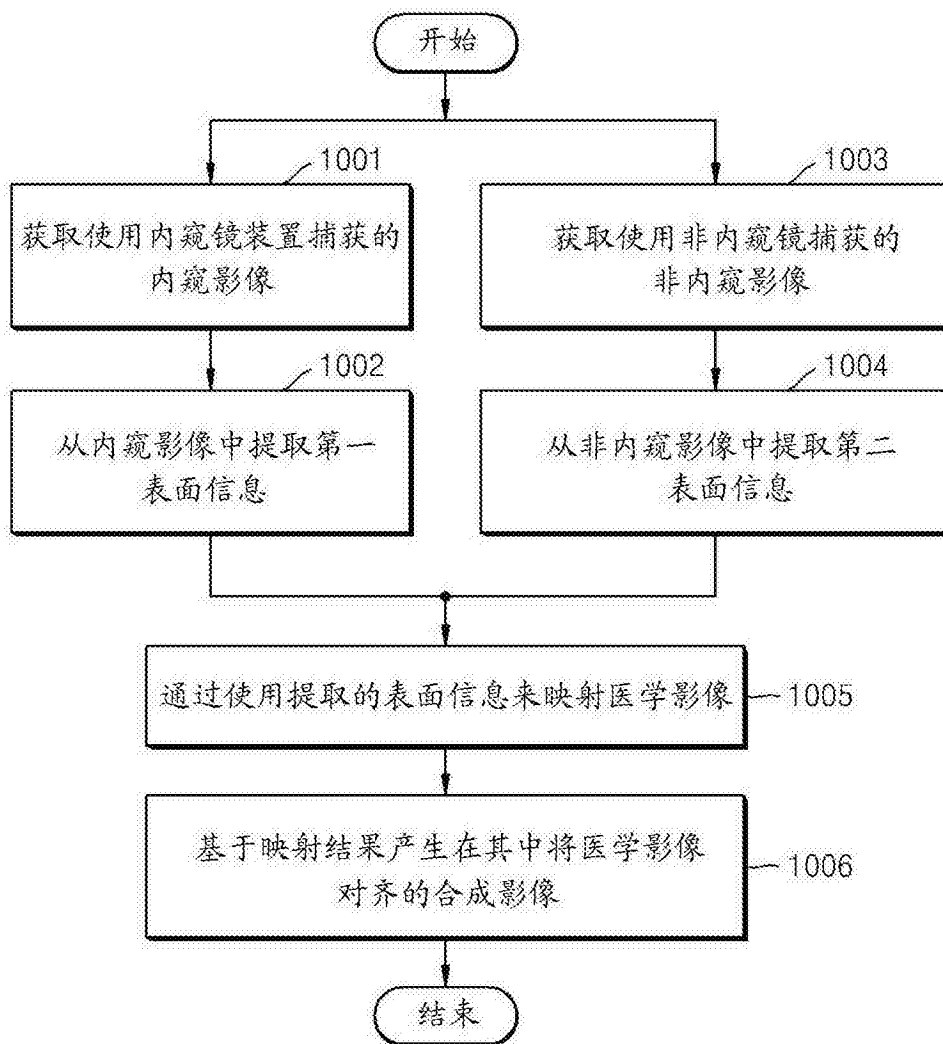 开始
1001
获取使用内窥镜装置捕获的
内窥影像
1003
获取使用非内窥镜捕获的
非内窥影像
1002
从内窥影像中提取第一
表面信息
1004
从非内窥影像中提取第二
表面信息
通过使用提取的表面信息来映射医学影像
1005
基于映射结果产生在其中将医学影像
对齐的合成影像
1006
结束